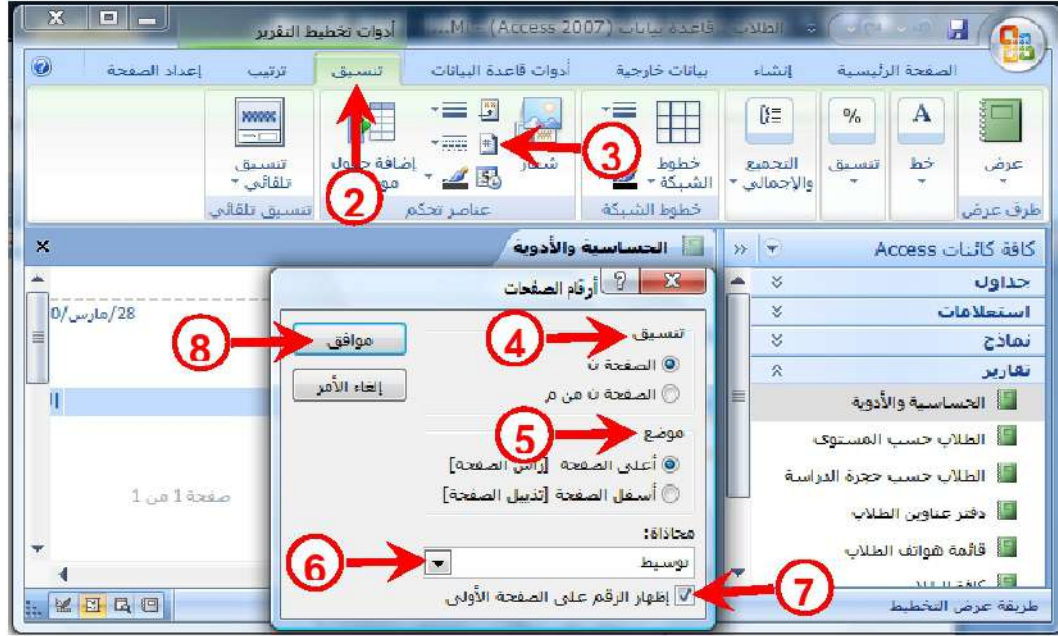 الطلاب : قاعدة بيانات (Access 2007) - Mi...
أدوات تخطيط التقرير
الصفحة الرئيسية
إنشاء
بيانات خارجية
أدوات قاعدة البيانات
تنسيق
ترتيب
إعداد الصفحة
عرض
طرق عرض
خط
تنسيق
التجميع
والإجمالي
خطوط
الشبكة
خطوط الشبكة
شعار
إضافة حقول
عناصر تحكم
تنسيق
تلقائي
تنسيق تلقائي
2
3
كافة كائنات Access
جداول
استعلامات
نماذج
تقارير
الحساسية والأدوية
الطلاب حسب المستوى
الطلاب حسب حجرة الدراسة
دفتر عناوين الطلاب
قائمة هواتف الطلاب
طريقة عرض التخطيط
الحساسية والأدوية
28/مارس/0
صفحة 1 من 1
أرقام الصفحات
تنسيق
4
الصفحة ن
الصفحة ن من م
موضع
5
أعلى الصفحة [رأس الصفحة]
أسفل الصفحة [تذييل الصفحة]
محاذاة:
توسيط
6
إظهار الرقم على الصفحة الأولى
7
موافق
8
إلغاء الأمر